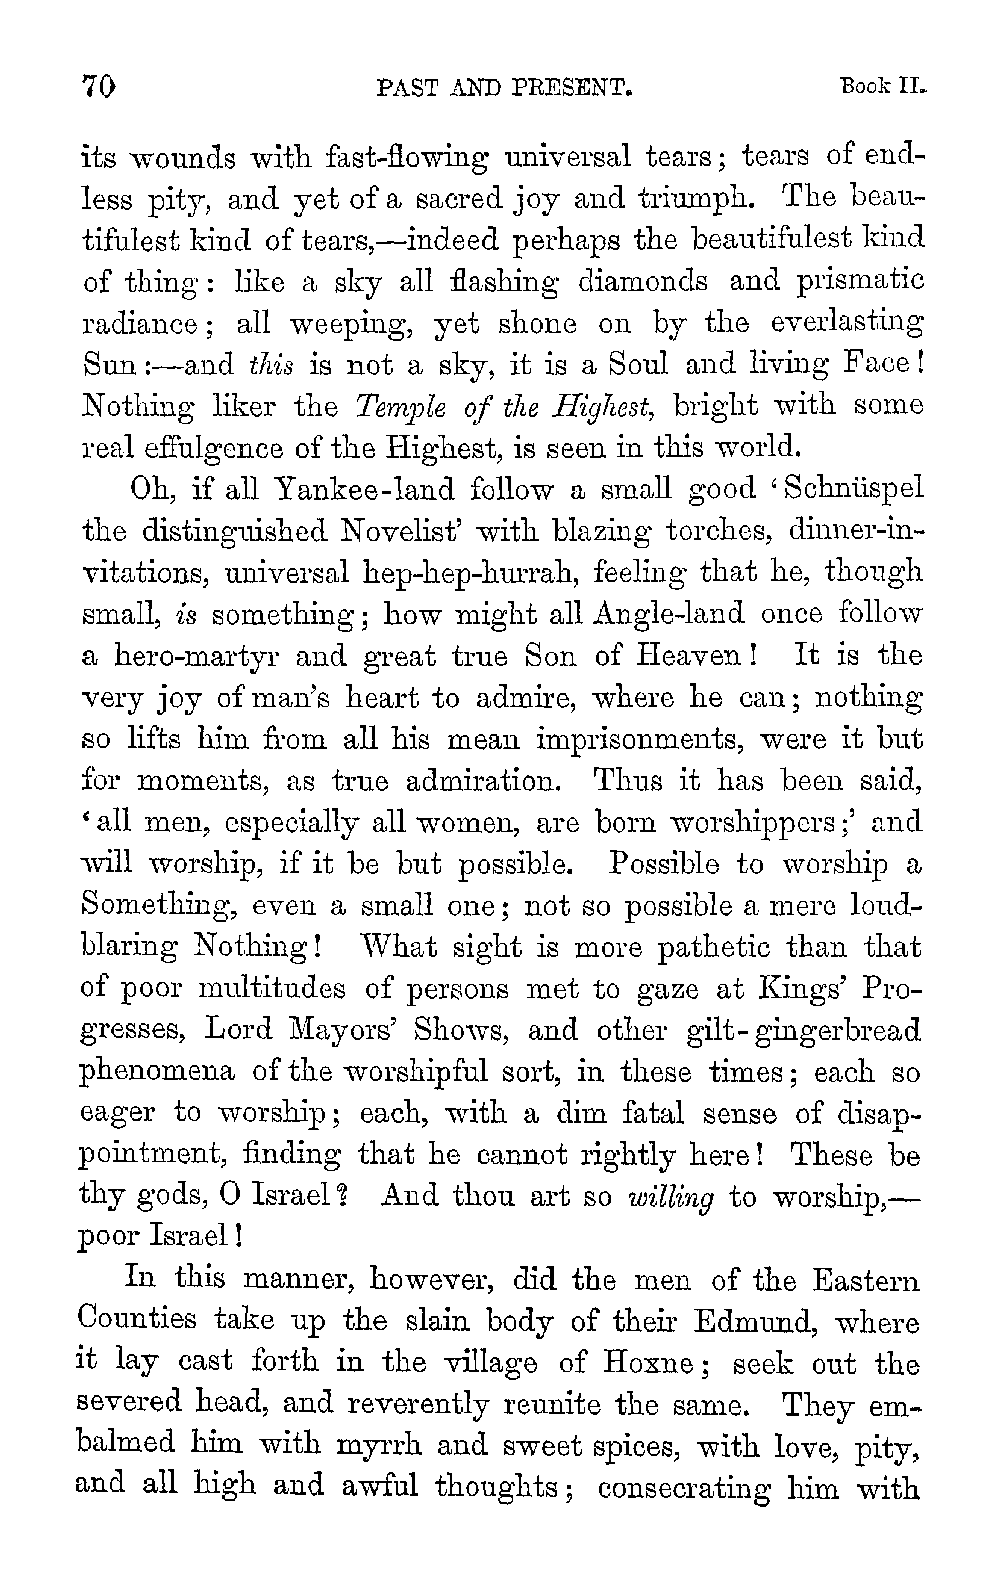 70 PAST AND PRESENT. Book II.
its wounds with fast-flowing universal tears; tears of end-
less pity, and yet of a sacred joy and triumph. The beau-
tifulest kind of tears,—indeed perhaps the beautifulest kind
of thing: like a sky all flashing diamonds and prismatic
radiance; all weeping, yet shone on by the everlasting
Sun:—and this is not a sky, it is a Soul and living Face!
Nothing liker the Temple of the Highest, bright with some
real effulgence of the Highest, is seen in this world.
Oh, if all Yankee-land follow a small good ‘Schnüspel
the distinguished Novelist’ with blazing torches, dinner-in-
vitations, universal hep-hep-hurrah, feeling that he, though
small, is something; how might all Angle-land once follow
a hero-martyr and great true Son of Heaven! It is the
very joy of man’s heart to admire, where he can; nothing
so lifts him from all his mean imprisonments, were it but
for moments, as true admiration. Thus it has been said,
‘all men, especially all women, are born worshippers;’ and
will worship, if it be but possible. Possible to worship a
Something, even a small one; not so possible a mere loud-
blaring Nothing! What sight is more pathetic than that
of poor multitudes of persons met to gaze at Kings’ Pro-
gresses, Lord Mayors’ Shows, and other gilt-gingerbread
phenomena of the worshipful sort, in these times; each so
eager to worship; each, with a dim fatal sense of disap-
pointment, finding that he cannot rightly here! These be
thy gods, O Israel? And thou art so willing to worship,—
poor Israel!
In this manner, however, did the men of the Eastern
Counties take up the slain body of their Edmund, where
it lay cast forth in the village of Hoxne; seek out the
severed head, and reverently reunite the same. They em-
balmed him with myrrh and sweet spices, with love, pity,
and all high and awful thoughts; consecrating him with